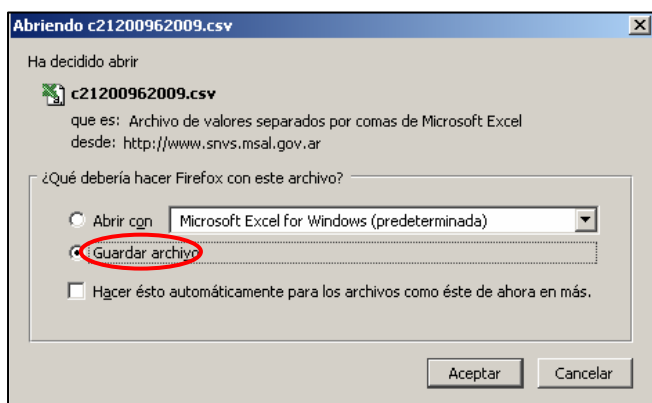 Abriendo c21200962009.csv
Ha decidido abrir
c21200962009.csv
que es: Archivo de valores separados por comas de Microsoft Excel
desde: http://www.snvs.msal.gov.ar
¿Qué debería hacer Firefox con este archivo?
Abrir con Microsoft Excel for Windows (predeterminada)
Guardar archivo
Hacer ésto automáticamente para los archivos como éste de ahora en más.
Aceptar Cancelar